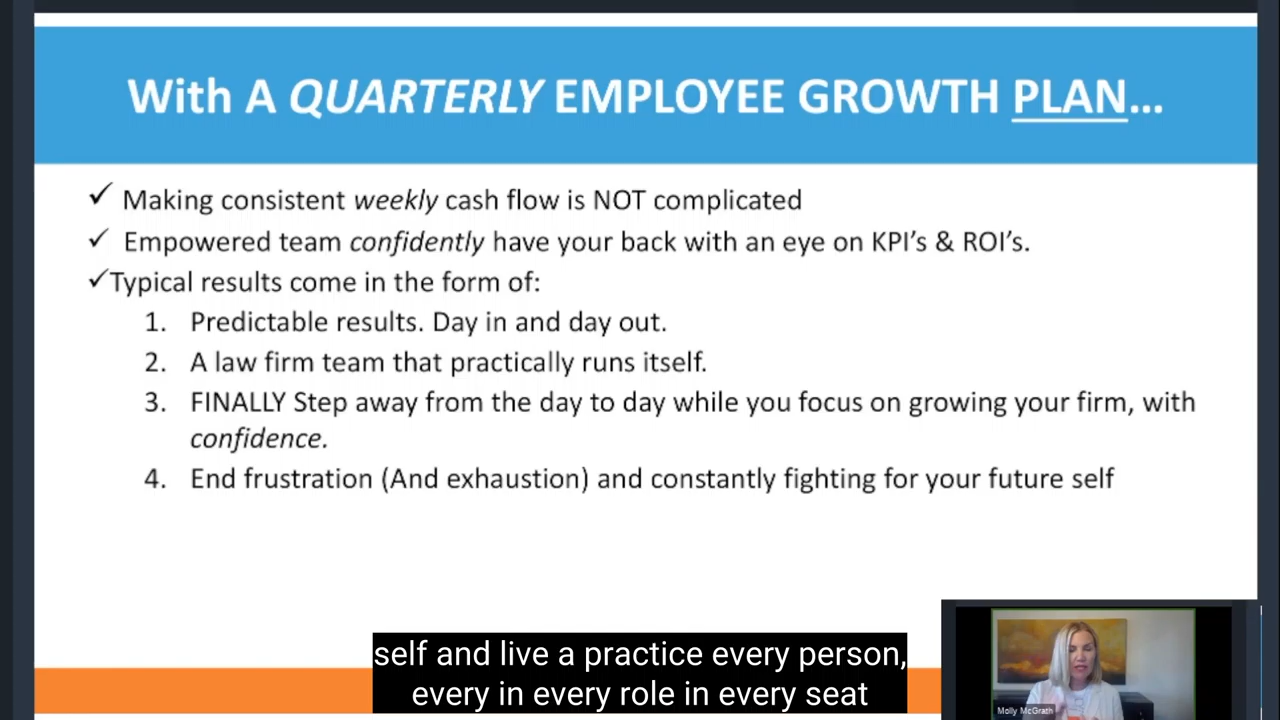 With A QUARTERLY EMPLOYEE GROWTH PLAN...
✓ Making consistent weekly cash flow is NOT complicated
✓ Empowered team confidently have your back with an eye on KPI’s & ROI’s.
✓Typical results come in the form of:
1. Predictable results. Day in and day out.
2. A law firm team that practically runs itself.
3. FINALLY Step away from the day to day while you focus on growing your firm, with
confidence.
4. End frustration (And exhaustion) and constantly fighting for your future self
self and live a practice every person,
every in every role in every seat
Molly McGrath